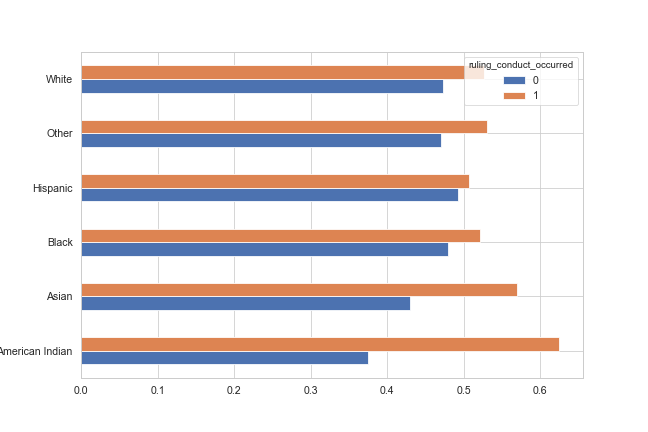 White
Other
Hispanic
Black
Asian
American Indian
ruling_conduct_occurred
0
1
0.0 0.1 0.2 0.3 0.4 0.5 0.6